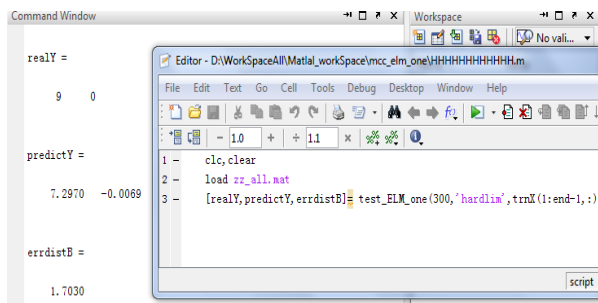 Command Window
Workspace
No vali...
realY =
9 0
predictY =
7.2970 -0.0069
errdistB =
1.7030
Editor - D:\WorkSpaceAll\Matlal_workSpace\mcc_elm_one\HHHHHHHHHHHH.m
File Edit Text Go Cell Tools Debug Desktop Window Help
- 1.0 + ÷ 1.1 ×
1 - clc,clear
2 - load zz_all.mat
3 - [realY,predictY,errdistB]= test_ELM_one(300,'hardlim',trnX(1:end-1,:)
script